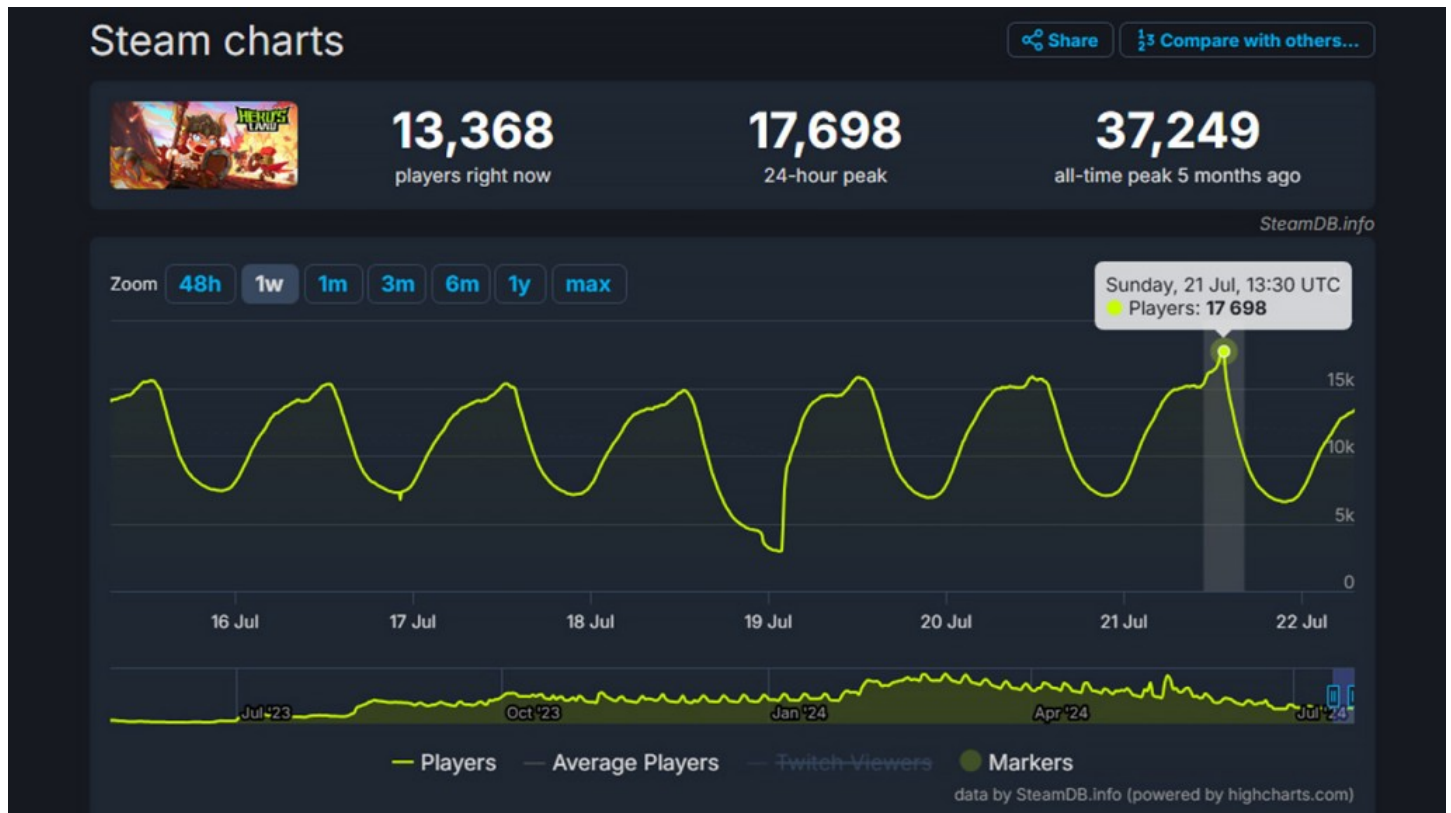 Steam charts
Share
Compare with others...
HERO'S
LAND
13,368
players right now
17,698
24-hour peak
37,249
all-time peak 5 months ago
SteamDB.info
Zoom 48h 1w 1m 3m 6m 1y max
Sunday, 21 Jul, 13:30 UTC
Players: 17 698
15k
10k
5k
0
16 Jul 17 Jul 18 Jul 19 Jul 20 Jul 21 Jul 22 Jul
Jul '23 Oct '23 Jan '24 Apr '24 Jul '24
Players Average Players Twitch Viewers Markers
data by SteamDB.info (powered by highcharts.com)